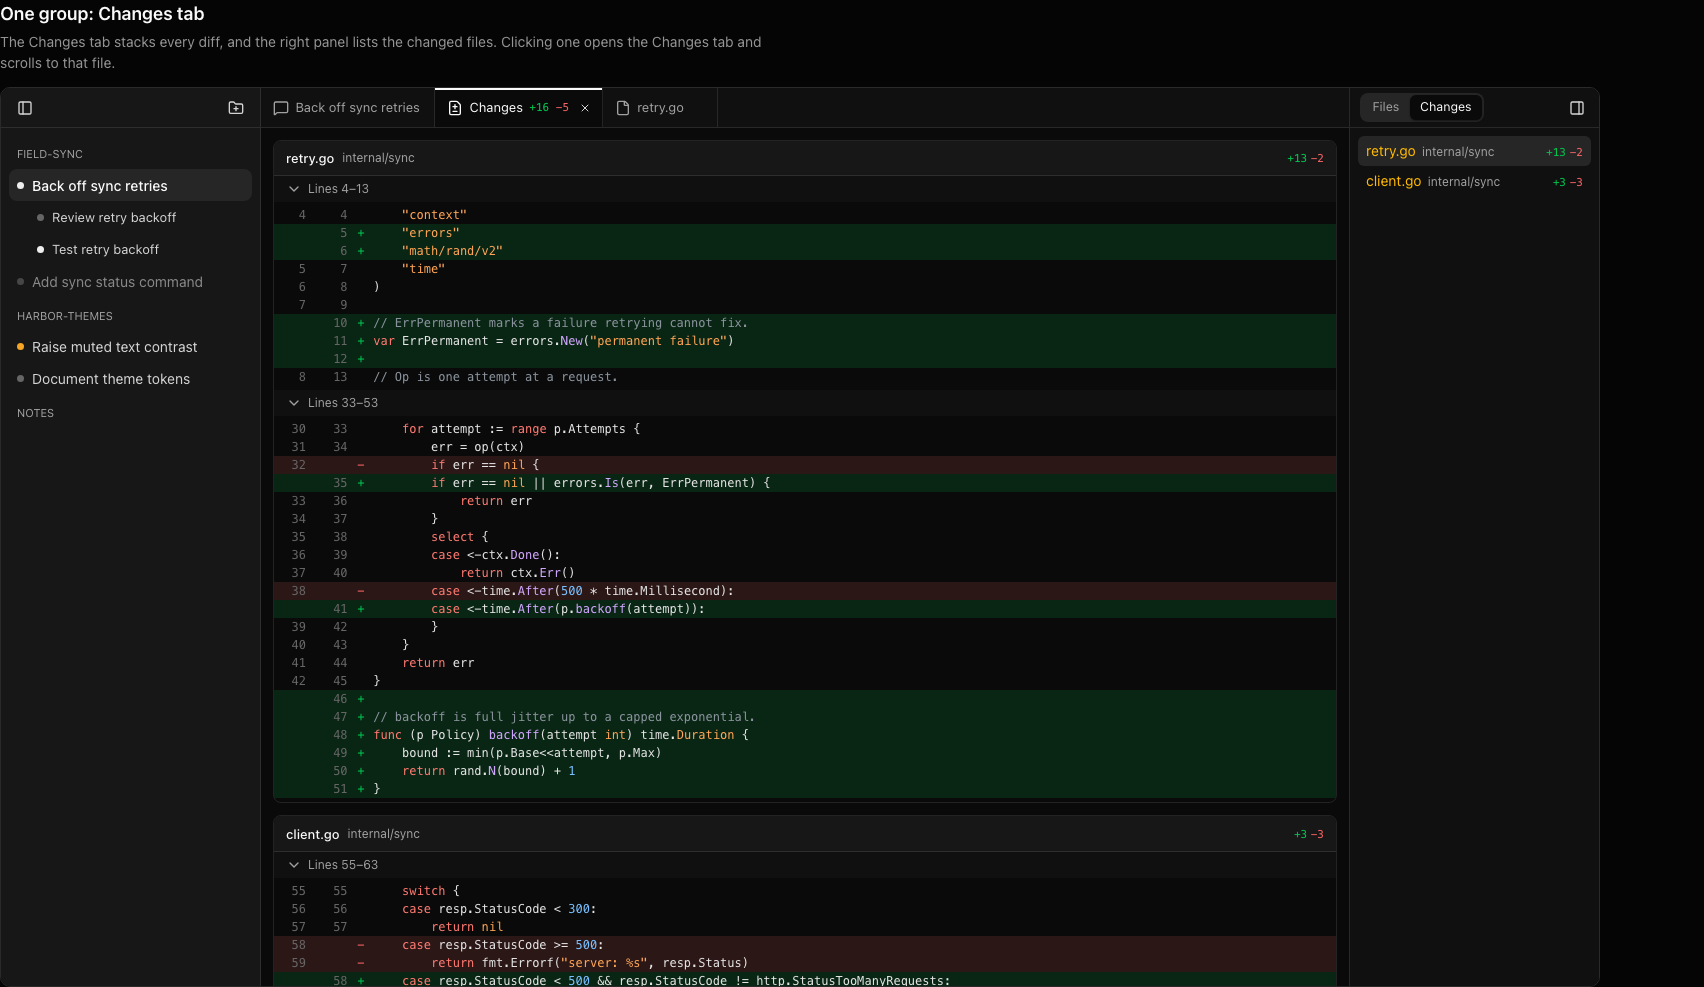 One group: Changes tab
The Changes tab stacks every diff, and the right panel lists the changed files. Clicking one opens the Changes tab and
scrolls to that file.
FIELD-SYNC
Back off sync retries
Review retry backoff
Test retry backoff
Add sync status command
HARBOR-THEMES
Raise muted text contrast
Document theme tokens
NOTES
Back off sync retries
Changes +16 −5 ×
retry.go
retry.go internal/sync +13 −2
Lines 4–13
4 4     "context"
5 +     "errors"
6 +     "math/rand/v2"
5 7     "time"
6 8 )
7 9
10 + // ErrPermanent marks a failure retrying cannot fix.
11 + var ErrPermanent = errors.New("permanent failure")
12 +
8 13 // Op is one attempt at a request.
Lines 33–53
30 33     for attempt := range p.Attempts {
31 34         err = op(ctx)
32 −         if err == nil {
35 +         if err == nil || errors.Is(err, ErrPermanent) {
33 36             return err
34 37         }
35 38         select {
36 39         case <-ctx.Done():
37 40             return ctx.Err()
38 −         case <-time.After(500 * time.Millisecond):
41 +         case <-time.After(p.backoff(attempt)):
39 42         }
40 43     }
41 44     return err
42 45 }
46 +
47 + // backoff is full jitter up to a capped exponential.
48 + func (p Policy) backoff(attempt int) time.Duration {
49 +     bound := min(p.Base<<attempt, p.Max)
50 +     return rand.N(bound) + 1
51 + }
client.go internal/sync +3 −3
Lines 55–63
55 55     switch {
56 56     case resp.StatusCode < 300:
57 57         return nil
58 −     case resp.StatusCode >= 500:
59 −         return fmt.Errorf("server: %s", resp.Status)
58 +     case resp.StatusCode < 500 && resp.StatusCode != http.StatusTooManyRequests:
Files Changes
retry.go internal/sync +13 −2
client.go internal/sync +3 −3